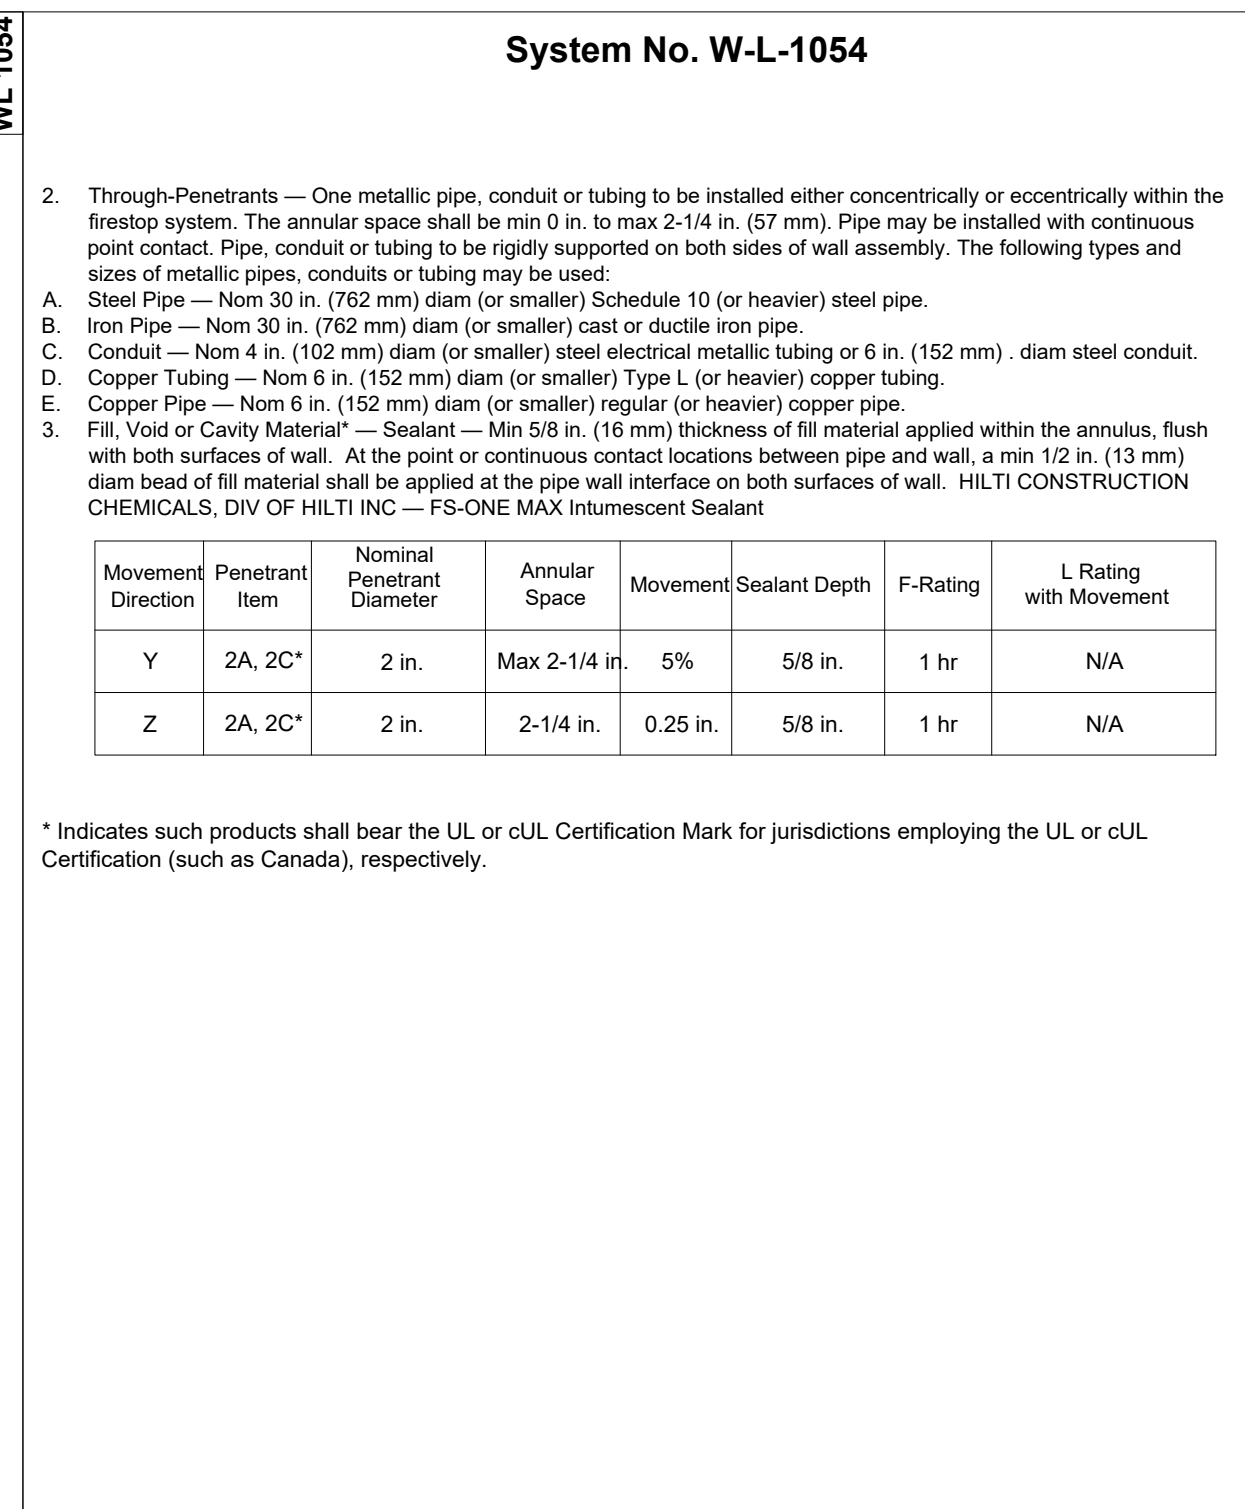 WL 1054
System No. W-L-1054
2. Through-Penetrants — One metallic pipe, conduit or tubing to be installed either concentrically or eccentrically within the
firestop system. The annular space shall be min 0 in. to max 2-1/4 in. (57 mm). Pipe may be installed with continuous
point contact. Pipe, conduit or tubing to be rigidly supported on both sides of wall assembly. The following types and
sizes of metallic pipes, conduits or tubing may be used:
A. Steel Pipe — Nom 30 in. (762 mm) diam (or smaller) Schedule 10 (or heavier) steel pipe.
B. Iron Pipe — Nom 30 in. (762 mm) diam (or smaller) cast or ductile iron pipe.
C. Conduit — Nom 4 in. (102 mm) diam (or smaller) steel electrical metallic tubing or 6 in. (152 mm) . diam steel conduit.
D. Copper Tubing — Nom 6 in. (152 mm) diam (or smaller) Type L (or heavier) copper tubing.
E. Copper Pipe — Nom 6 in. (152 mm) diam (or smaller) regular (or heavier) copper pipe.
3. Fill, Void or Cavity Material* — Sealant — Min 5/8 in. (16 mm) thickness of fill material applied within the annulus, flush
with both surfaces of wall. At the point or continuous contact locations between pipe and wall, a min 1/2 in. (13 mm)
diam bead of fill material shall be applied at the pipe wall interface on both surfaces of wall. HILTI CONSTRUCTION
CHEMICALS, DIV OF HILTI INC — FS-ONE MAX Intumescent Sealant
Movement Direction Penetrant Item Nominal Penetrant Diameter Annular Space Movement Sealant Depth F-Rating L Rating with Movement
Y 2A, 2C* 2 in. Max 2-1/4 in. 5% 5/8 in. 1 hr N/A
Z 2A, 2C* 2 in. 2-1/4 in. 0.25 in. 5/8 in. 1 hr N/A
* Indicates such products shall bear the UL or cUL Certification Mark for jurisdictions employing the UL or cUL
Certification (such as Canada), respectively.